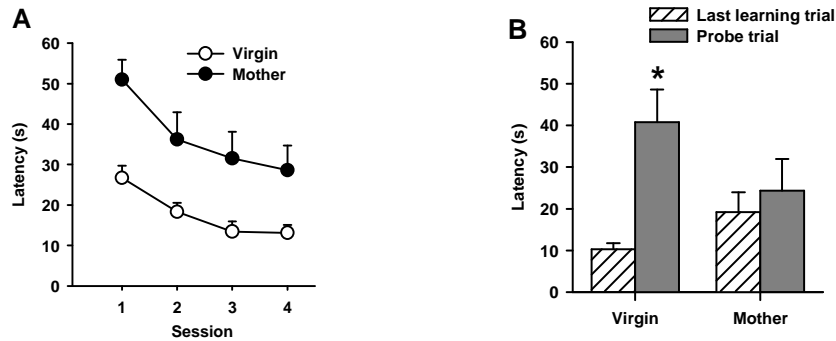 A
60
50
40
30
20
10
0
Latency (s)
Virgin
Mother
1 2 3 4
Session
B
Last learning trial
Probe trial
60
50
40
30
20
10
0
Latency (s)
*
Virgin Mother